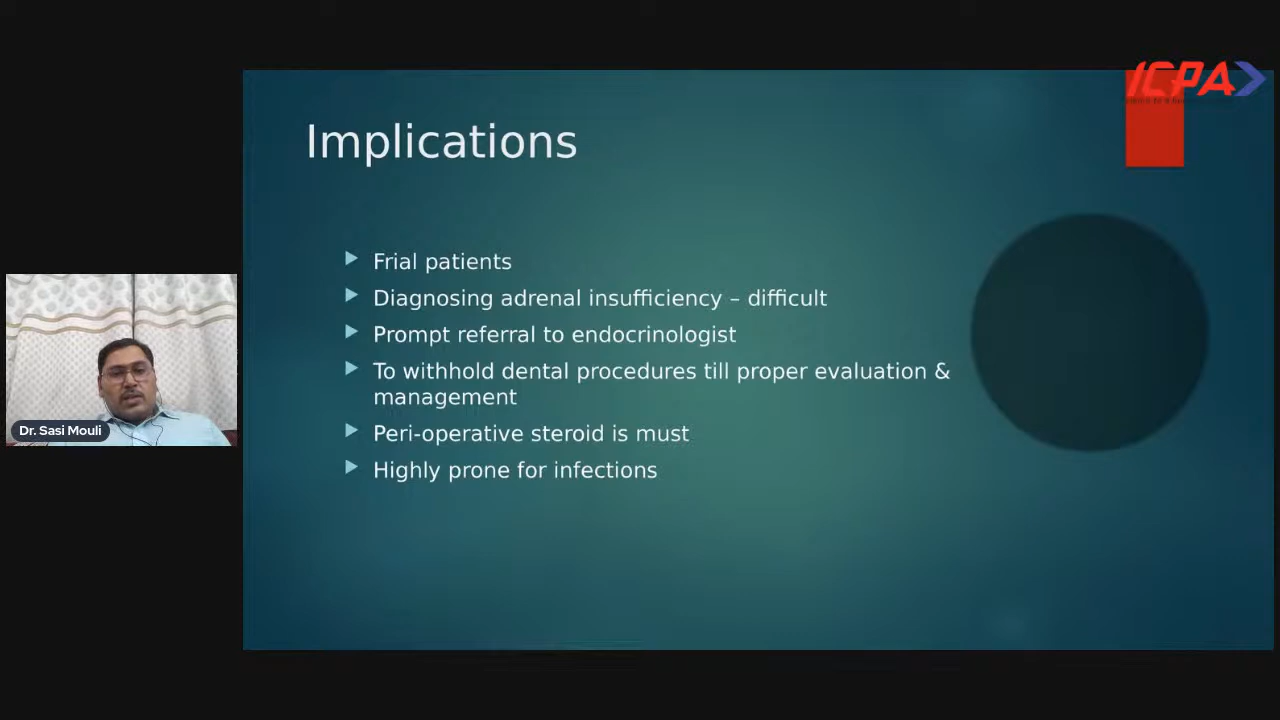 ICPA
Implications
Frial patients
Diagnosing adrenal insufficiency – difficult
Prompt referral to endocrinologist
To withhold dental procedures till proper evaluation &
management
Peri-operative steroid is must
Highly prone for infections
Dr. Sasi Mouli